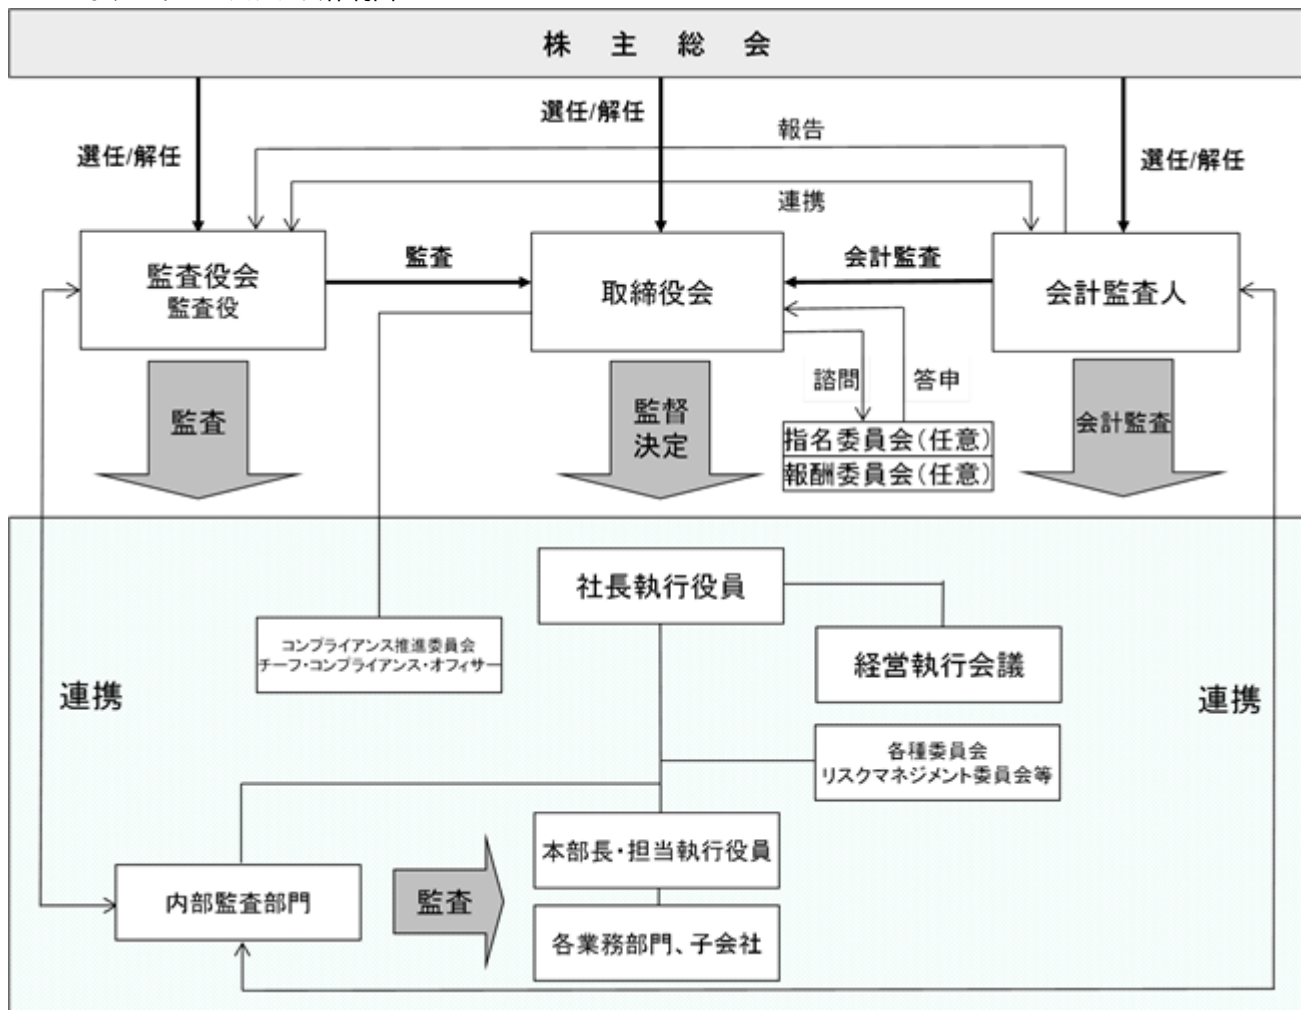 株主総会
選任/解任
選任/解任
選任/解任
報告
連携
監査役会
監査役
監査
取締役会
会計監査
会計監査人
監査
監督
決定
諮問
答申
指名委員会(任意)
報酬委員会(任意)
会計監査
社長執行役員
コンプライアンス推進委員会
チーフ・コンプライアンス・オフィサー
経営執行会議
連携
連携
各種委員会
リスクマネジメント委員会等
本部長・担当執行役員
内部監査部門
監査
各業務部門、子会社